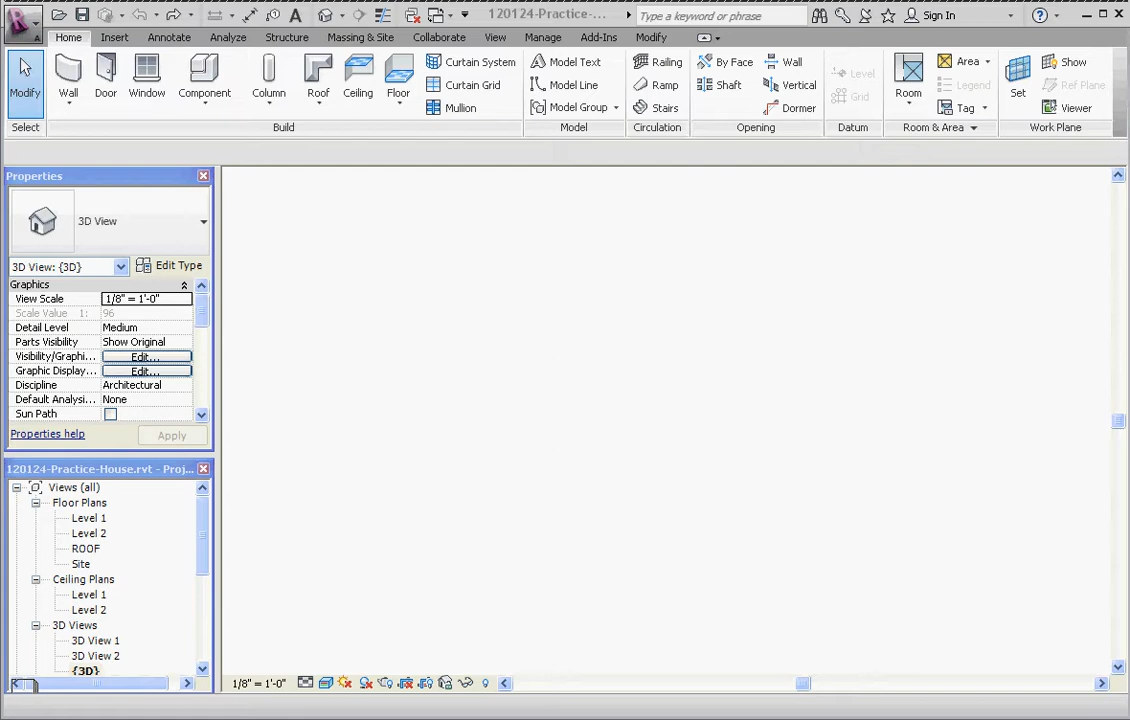 120124-Practice-...
Type a keyword or phrase
Sign In
Home Insert Annotate Analyze Structure Massing & Site Collaborate View Manage Add-Ins Modify
Modify Wall Door Window Component Column Roof Ceiling Floor
Curtain System
Curtain Grid
Mullion
Model Text
Model Line
Model Group
Railing
Ramp
Stairs
By Face
Shaft
Wall
Vertical
Dormer
Level
Grid
Room
Area
Legend
Tag
Set
Show
Ref Plane
Viewer
Select Build Model Circulation Opening Datum Room & Area Work Plane
Properties
3D View
3D View: {3D} Edit Type
Graphics
View Scale 1/8" = 1'-0"
Scale Value 1: 96
Detail Level Medium
Parts Visibility Show Original
Visibility/Graphi... Edit...
Graphic Display... Edit...
Discipline Architectural
Default Analysi... None
Sun Path
Properties help Apply
120124-Practice-House.rvt - Proj...
Views (all)
Floor Plans
Level 1
Level 2
ROOF
Site
Ceiling Plans
Level 1
Level 2
3D Views
3D View 1
3D View 2
{3D}
1/8" = 1'-0"